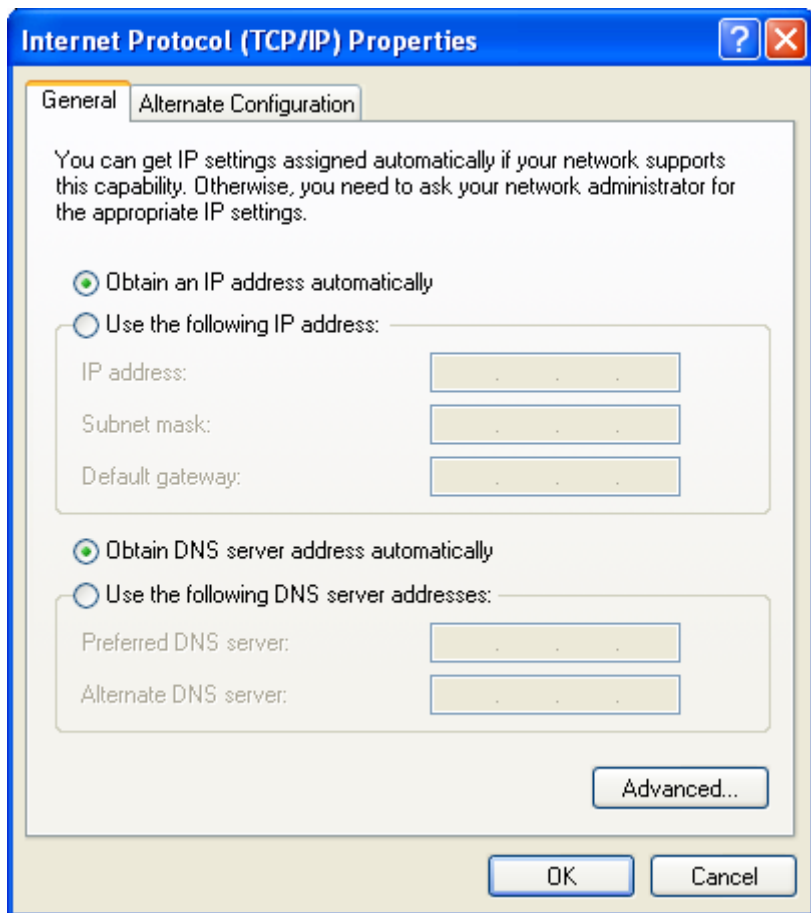 Internet Protocol (TCP/IP) Properties
General
Alternate Configuration
You can get IP settings assigned automatically if your network supports
this capability. Otherwise, you need to ask your network administrator for
the appropriate IP settings.
Obtain an IP address automatically
Use the following IP address:
IP address:
Subnet mask:
Default gateway:
Obtain DNS server address automatically
Use the following DNS server addresses:
Preferred DNS server:
Alternate DNS server:
Advanced...
OK
Cancel